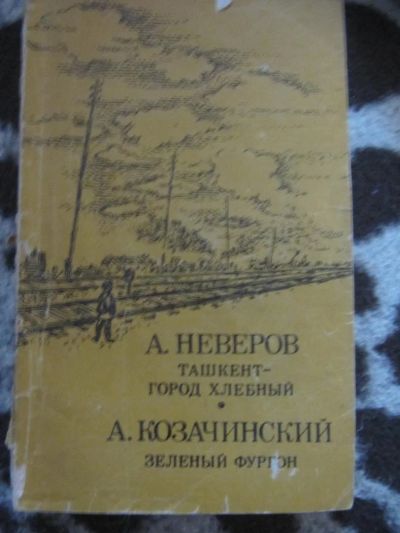 А. НЕВЕРОВ
ТАШКЕНТ-
ГОРОД ХЛЕБНЫЙ
•
А. КОЗАЧИНСКИЙ
ЗЕЛЕНЫЙ ФУРГОН